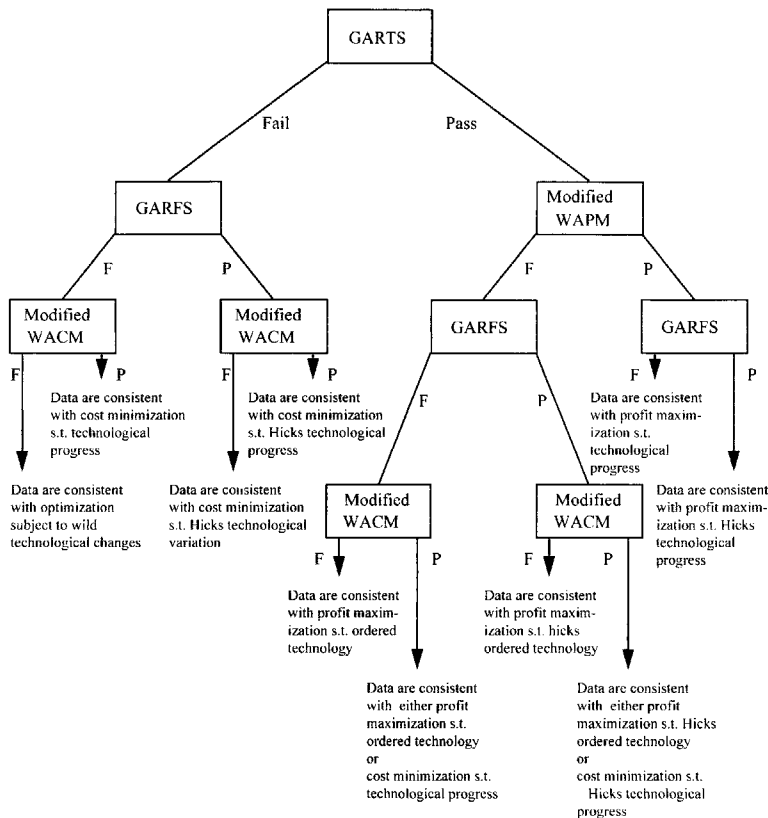 GARTS
Fail
Pass
GARFS
Modified
WAPM
F
P
F
P
Modified
WACM
Modified
WACM
GARFS
GARFS
F
P
F
P
F
P
F
P
Data are consistent
with cost minimization
s.t. technological
progress
Data are consistent
with cost minimization
s.t. Hicks technological
progress
Data are consistent
with profit maxim-
ization s.t.
technological
progress
Data are consistent
with optimization
subject to wild
technological changes
Data are consistent
with cost minimization
s.t. Hicks technological
variation
Modified
WACM
Modified
WACM
Data are consistent
with profit maxim-
ization s.t. Hicks
technological
progress
F
P
F
P
Data are consistent
with profit maxim-
ization s.t. ordered
technology
Data are consistent
with profit maxim-
ization s.t. hicks
ordered technology
Data are consistent
with either profit
maximization s.t.
ordered technology
or
cost minimization s.t.
technological progress
Data are consistent
with either profit
maximization s.t. Hicks
ordered technology
or
cost minimization s.t.
Hicks technological
progress